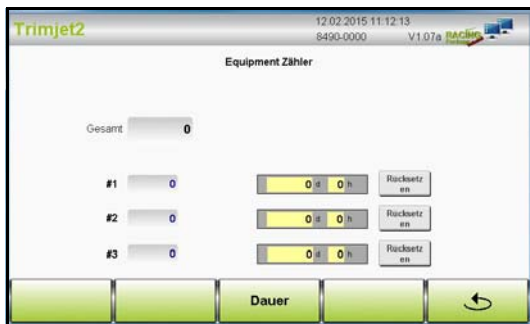 Trimjet2
12.02.2015 11:12:13
8490-0000 V1.07a RACING
Equipment Zähler
Gesamt 0
#1 0 0 d 0 h Rücksetz
en
#2 0 0 d 0 h Rücksetz
en
#3 0 0 d 0 h Rücksetz
en
Dauer